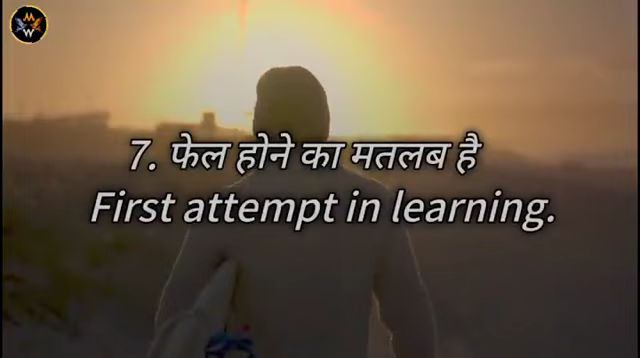 M
W
7. फेल होने का मतलब है
First attempt in learning.